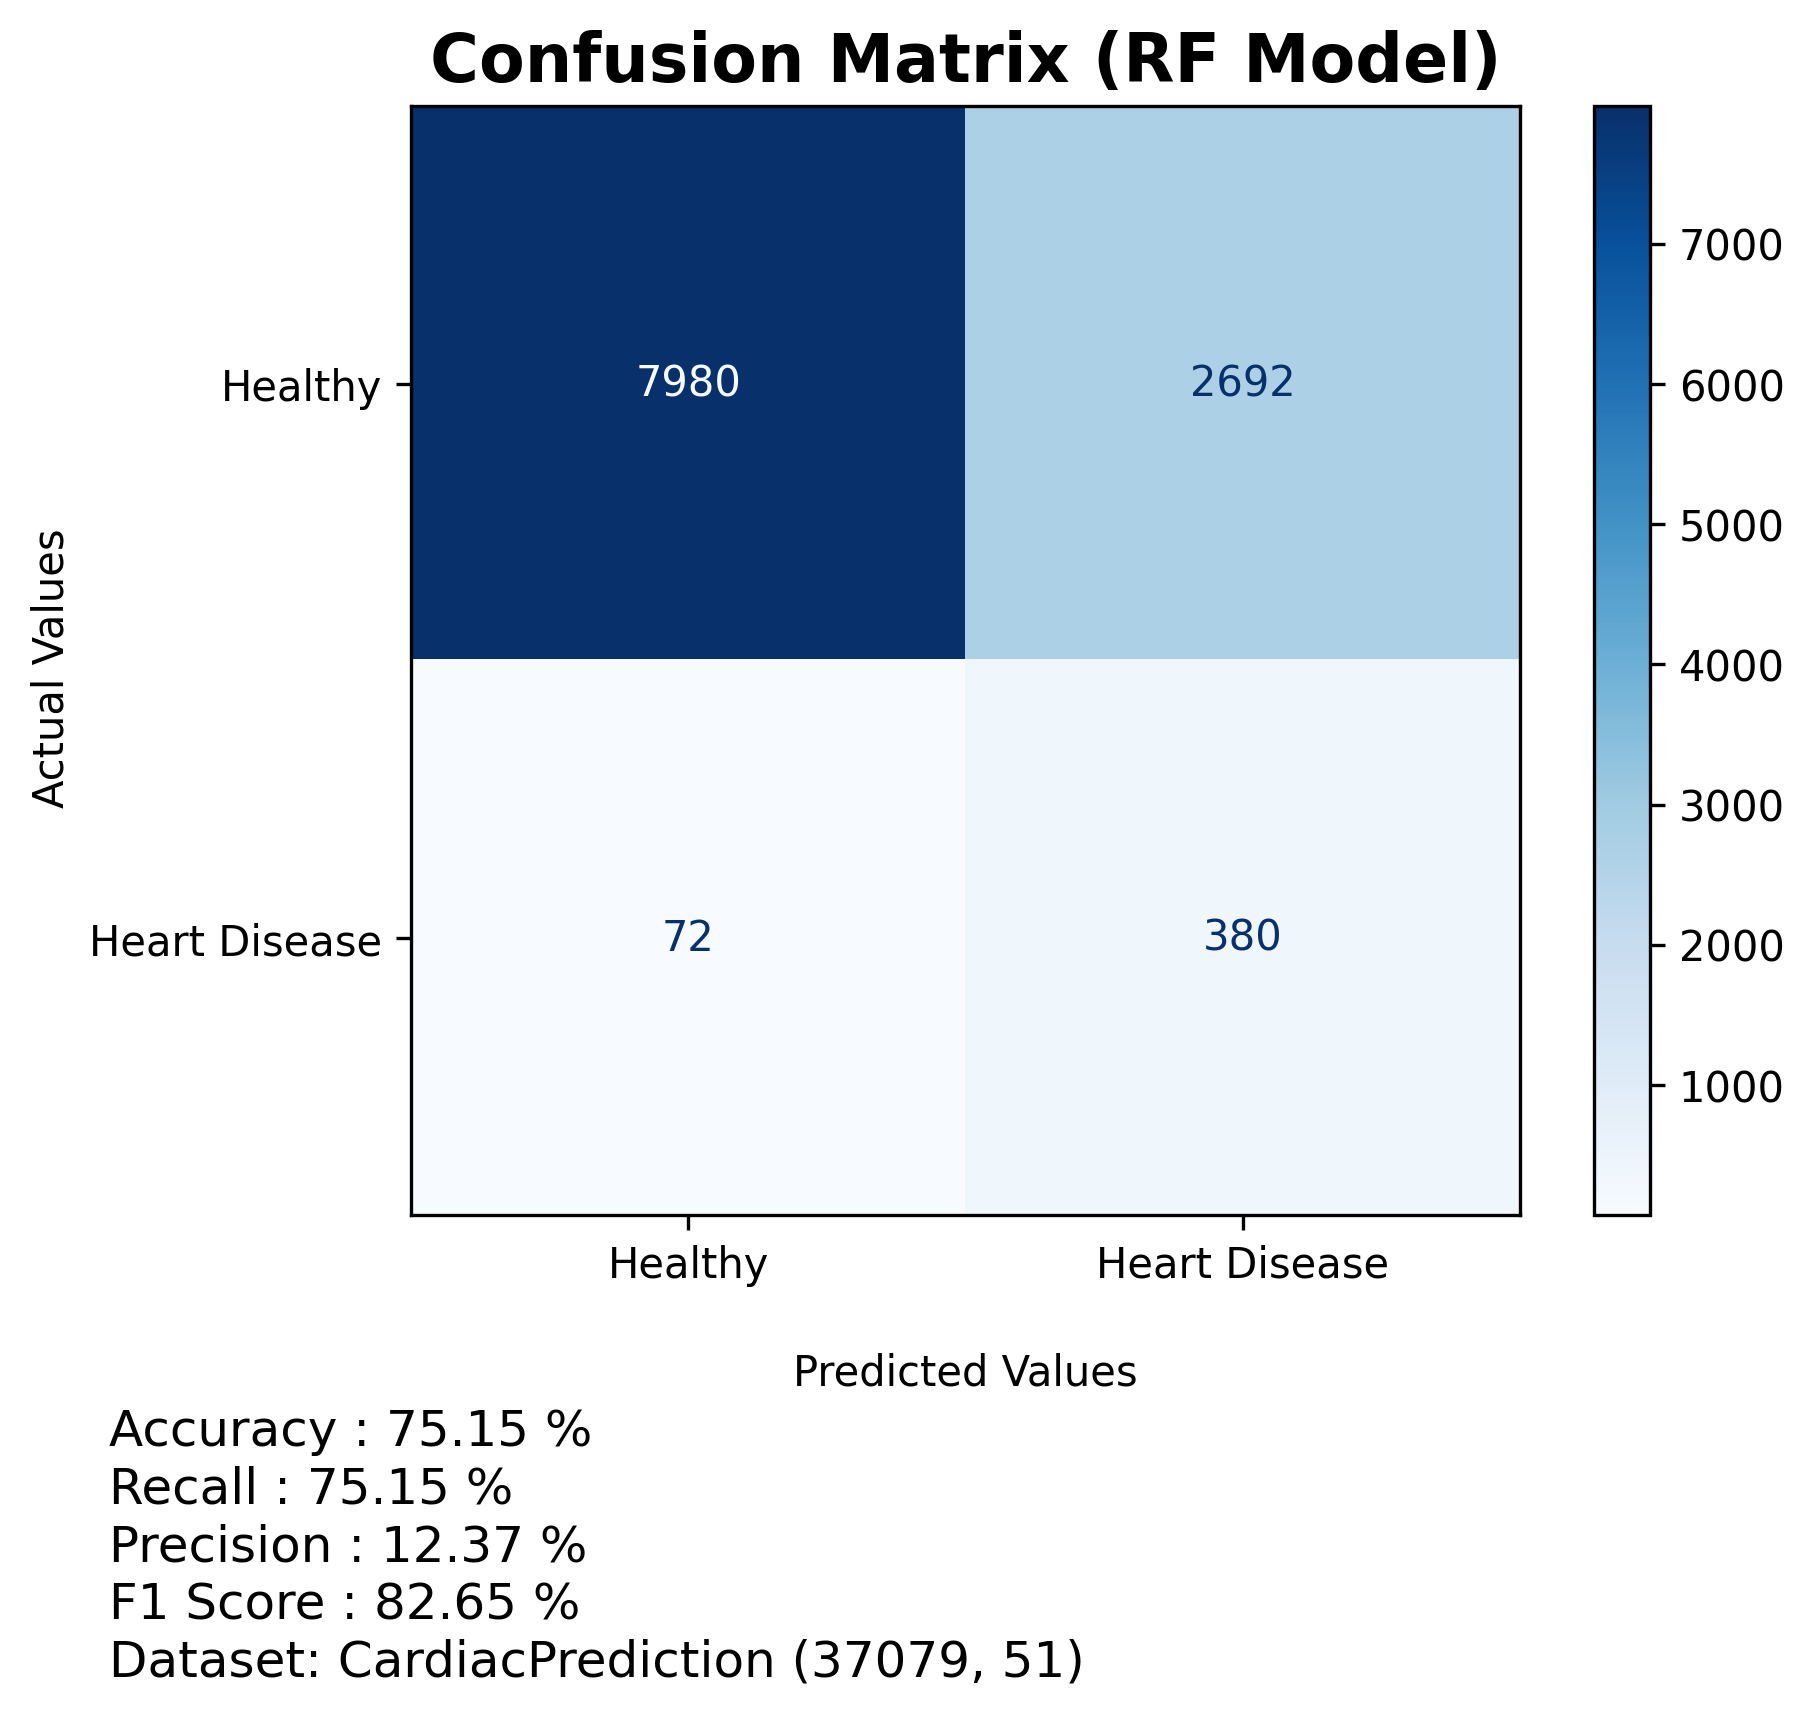 Confusion Matrix (RF Model)
7000
6000
5000
4000
3000
2000
1000
Actual Values
Healthy
7980
2692
Heart Disease
72
380
Healthy
Heart Disease
Predicted Values
Accuracy : 75.15 %
Recall : 75.15 %
Precision : 12.37 %
F1 Score : 82.65 %
Dataset: CardiacPrediction (37079, 51)